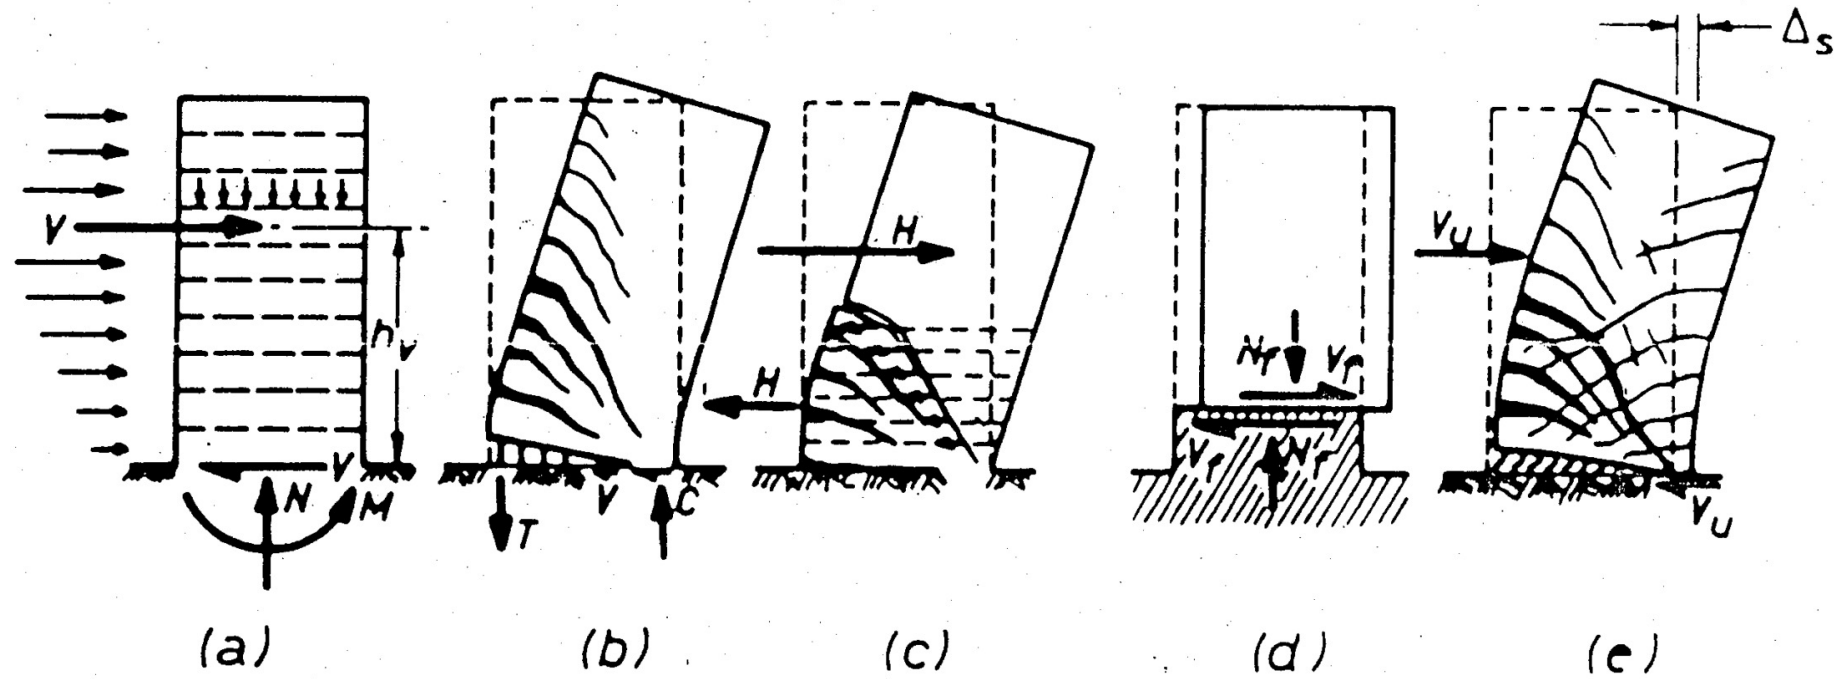 Δs
V
hv
V
N
M
T
V
C
H
H
Nf
Vf
Vf
Nf
Vu
Vu
(a)
(b)
(c)
(d)
(e)